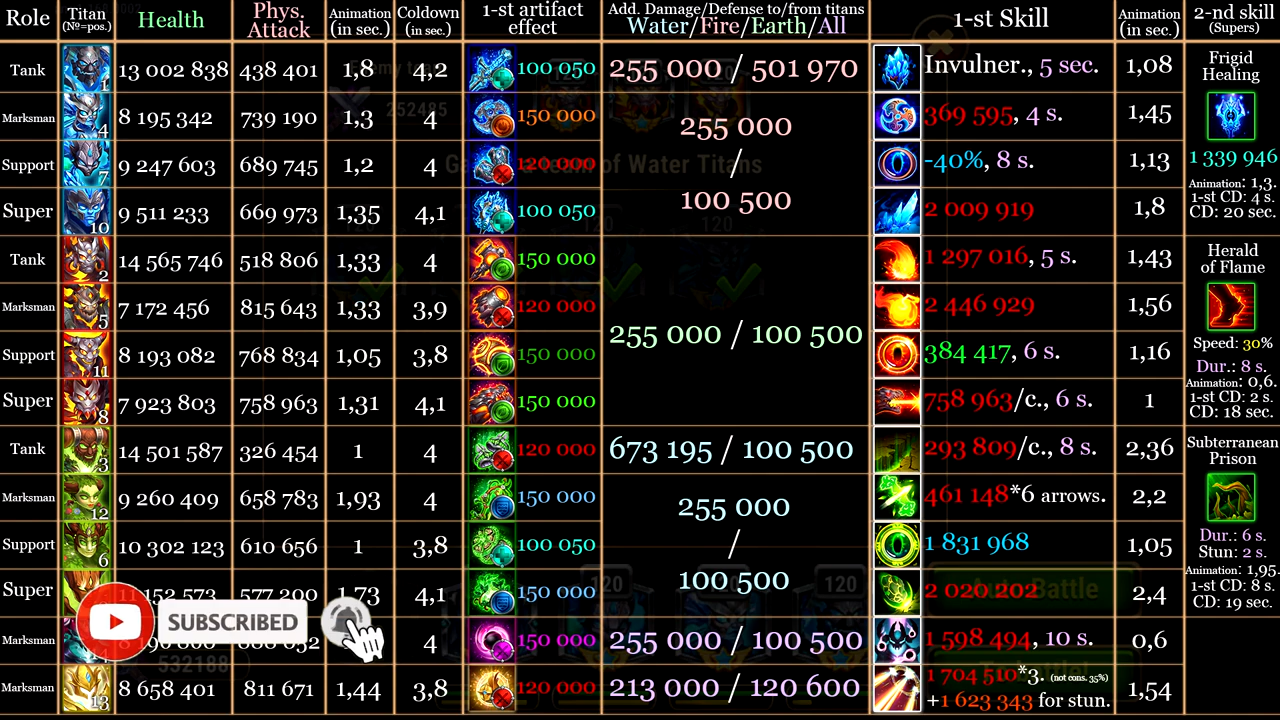 Role Titan (№=pos.) Health Phys. Attack Animation (in sec.) Coldown (in sec.) 1-st artifact effect Add. Damage/Defense to/from titans Water/Fire/Earth/All 1-st Skill Animation (in sec.) 2-nd skill (Supers)
Tank 1 13 002 838 438 401 1,8 4,2 100 050 255 000 / 501 970 Invulner., 5 sec. 1,08
Marksman 4 8 195 342 739 190 1,3 4 150 000 369 595, 4 s. 1,45
Support 7 9 247 603 689 745 1,2 4 120 000 -40%, 8 s. 1,13
Super 10 9 511 233 669 973 1,35 4,1 100 050 2 009 919 1,8
255 000
/
100 500
Frigid
Healing
1 339 946
Animation: 1,3.
1-st CD: 4 s.
CD: 20 sec.
Tank 2 14 565 746 518 806 1,33 4 150 000 1 297 016, 5 s. 1,43
Marksman 5 7 172 456 815 643 1,33 3,9 120 000 2 446 929 1,56
Support 11 8 193 082 768 834 1,05 3,8 150 000 384 417, 6 s. 1,16
Super 8 7 923 803 758 963 1,31 4,1 150 000 758 963/c., 6 s. 1
255 000 / 100 500
Herald
of Flame
Speed: 30%
Dur.: 8 s.
Animation: 0,6.
1-st CD: 2 s.
CD: 18 sec.
Tank 3 14 501 587 326 454 1 4 120 000 673 195 / 100 500 293 809/c., 8 s. 2,36
Marksman 12 9 260 409 658 783 1,93 4 150 000 461 148*6 arrows. 2,2
Support 6 10 302 123 610 656 1 3,8 100 050 1 831 968 1,05
Super 577 200 1,73 4,1 150 000 2 020 202 2,4
255 000
/
100 500
Subterranean
Prison
Dur.: 6 s.
Stun: 2 s.
Animation: 1,95.
1-st CD: 8 s.
CD: 19 sec.
SUBSCRIBED
Marksman 4 150 000 255 000 / 100 500 1 598 494, 10 s. 0,6
Marksman 13 8 658 401 811 671 1,44 3,8 120 000 213 000 / 120 600 1 704 510*3. (not cons. 35%)
+1 623 343 for stun. 1,54
252485
of Water Titans
120
Battle
532188